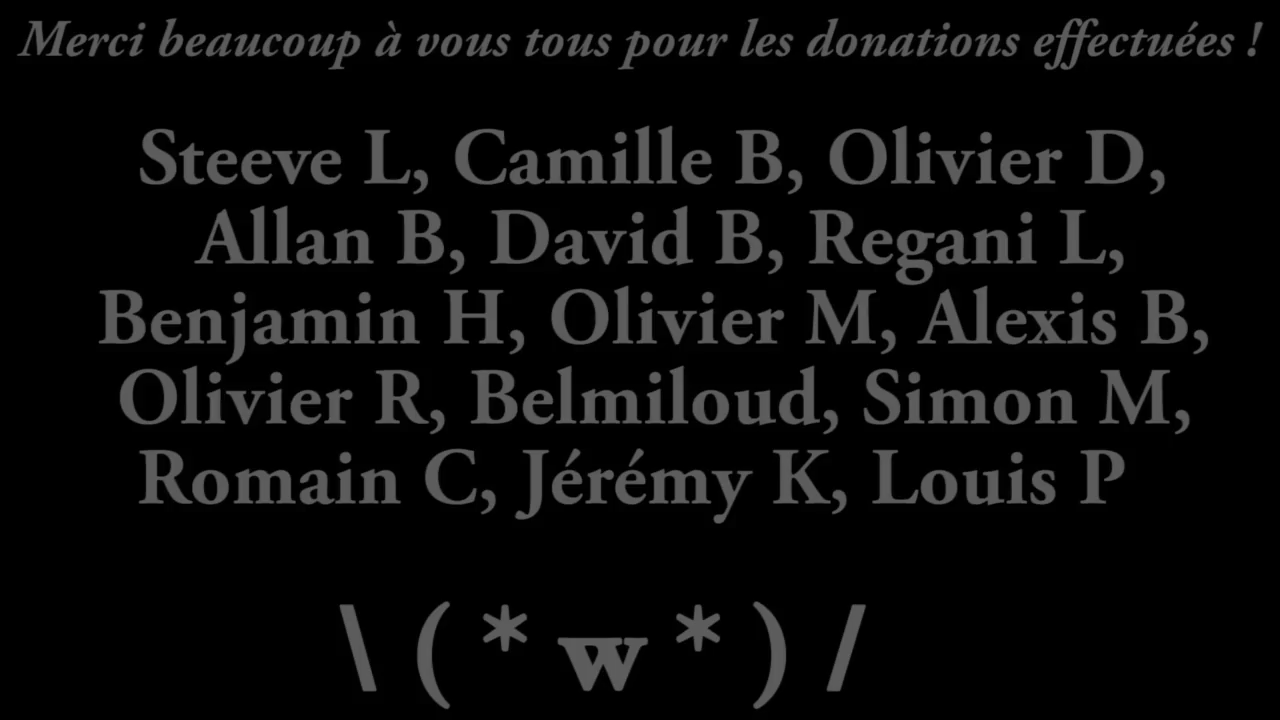 Merci beaucoup à vous tous pour les donations effectuées !
Steeve L, Camille B, Olivier D,
Allan B, David B, Regani L,
Benjamin H, Olivier M, Alexis B,
Olivier R, Belmiloud, Simon M,
Romain C, Jérémy K, Louis P
\ ( * w * ) /